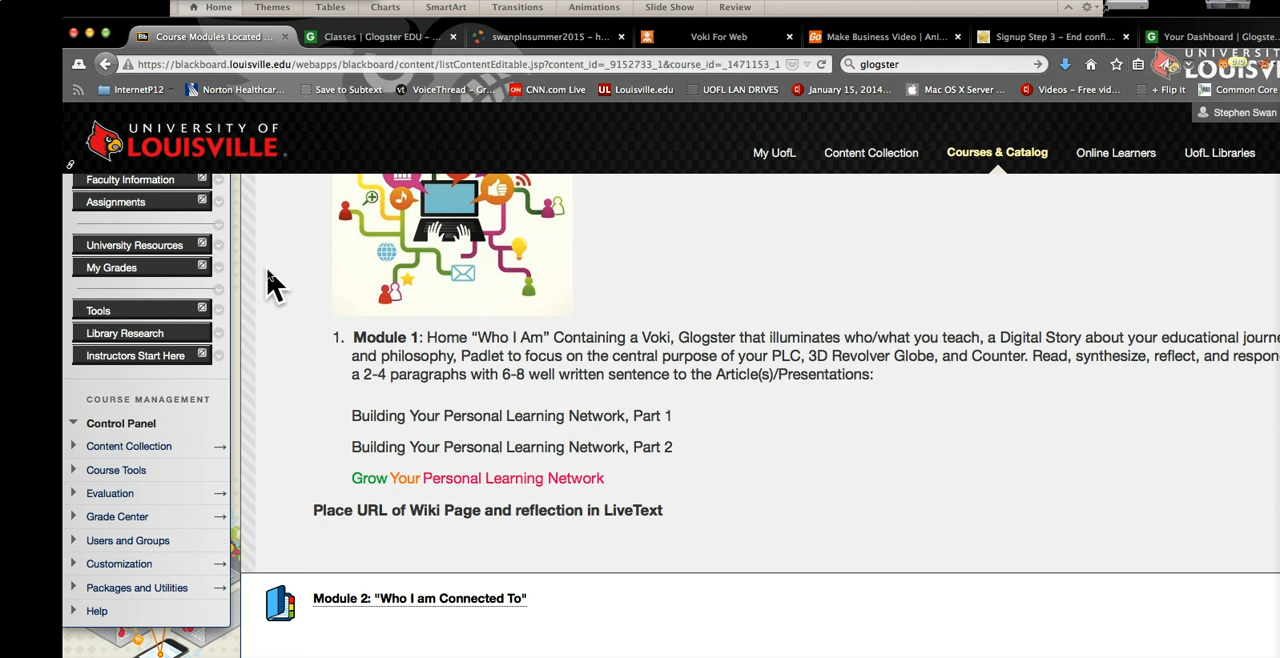 Home Themes Tables Charts SmartArt Transitions Animations Slide Show Review
Bb Course Modules Located ... × G Classes | Glogster EDU – ... × swanplnsummer2015 – h... × Voki For Web × Go Make Business Video | Ani... × Signup Step 3 – End confi... × G Your Dashboard | Glogste...
https://blackboard.louisville.edu/webapps/blackboard/content/listContentEditable.jsp?content_id=_9152733_1&course_id=_1471153_1 glogster
InternetP12 Norton Healthcar... Save to Subtext vt VoiceThread – Gr... CNN CNN.com Live UL Louisville.edu UOFL LAN DRIVES January 15, 2014... Mac OS X Server ... Videos – Free vid... + Flip it Common Core
UNIVERSITY OF
LOUISVILLE
Stephen Swan
UNIVERSITY OF
LOUISVILLE.
My UofL Content Collection Courses & Catalog Online Learners UofL Libraries
Faculty Information
Assignments
University Resources
My Grades
Tools
Library Research
Instructors Start Here
COURSE MANAGEMENT
Control Panel
Content Collection
Course Tools
Evaluation
Grade Center
Users and Groups
Customization
Packages and Utilities
Help
1. Module 1: Home “Who I Am” Containing a Voki, Glogster that illuminates who/what you teach, a Digital Story about your educational journe
and philosophy, Padlet to focus on the central purpose of your PLC, 3D Revolver Globe, and Counter. Read, synthesize, reflect, and respon
a 2-4 paragraphs with 6-8 well written sentence to the Article(s)/Presentations:
Building Your Personal Learning Network, Part 1
Building Your Personal Learning Network, Part 2
Grow Your Personal Learning Network
Place URL of Wiki Page and reflection in LiveText
Module 2: "Who I am Connected To"